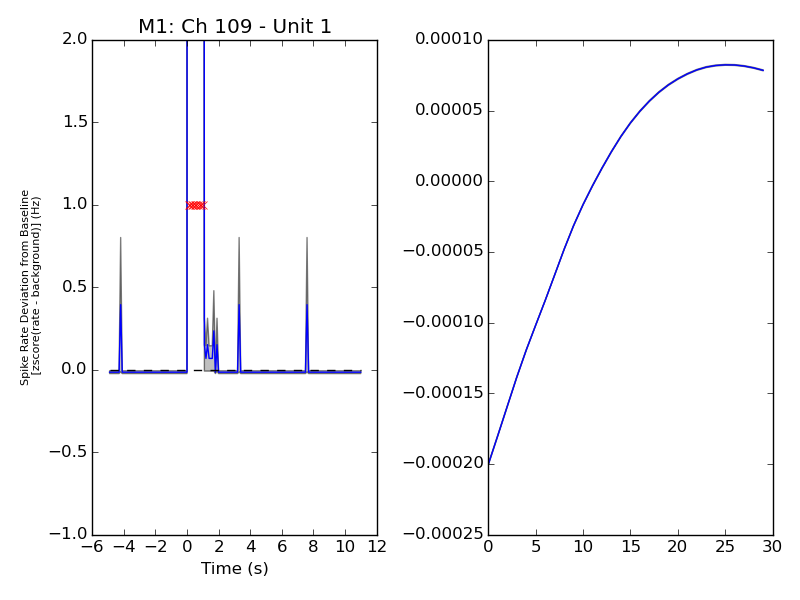 M1: Ch 109 - Unit 1
2.0
1.5
1.0
0.5
0.0
−0.5
−1.0
−6 −4 −2 0 2 4 6 8 10 12
Time (s)
Spike Rate Deviation from Baseline
[zscore(rate - background)] (Hz)
0.00010
0.00005
0.00000
−0.00005
−0.00010
−0.00015
−0.00020
−0.00025
0 5 10 15 20 25 30